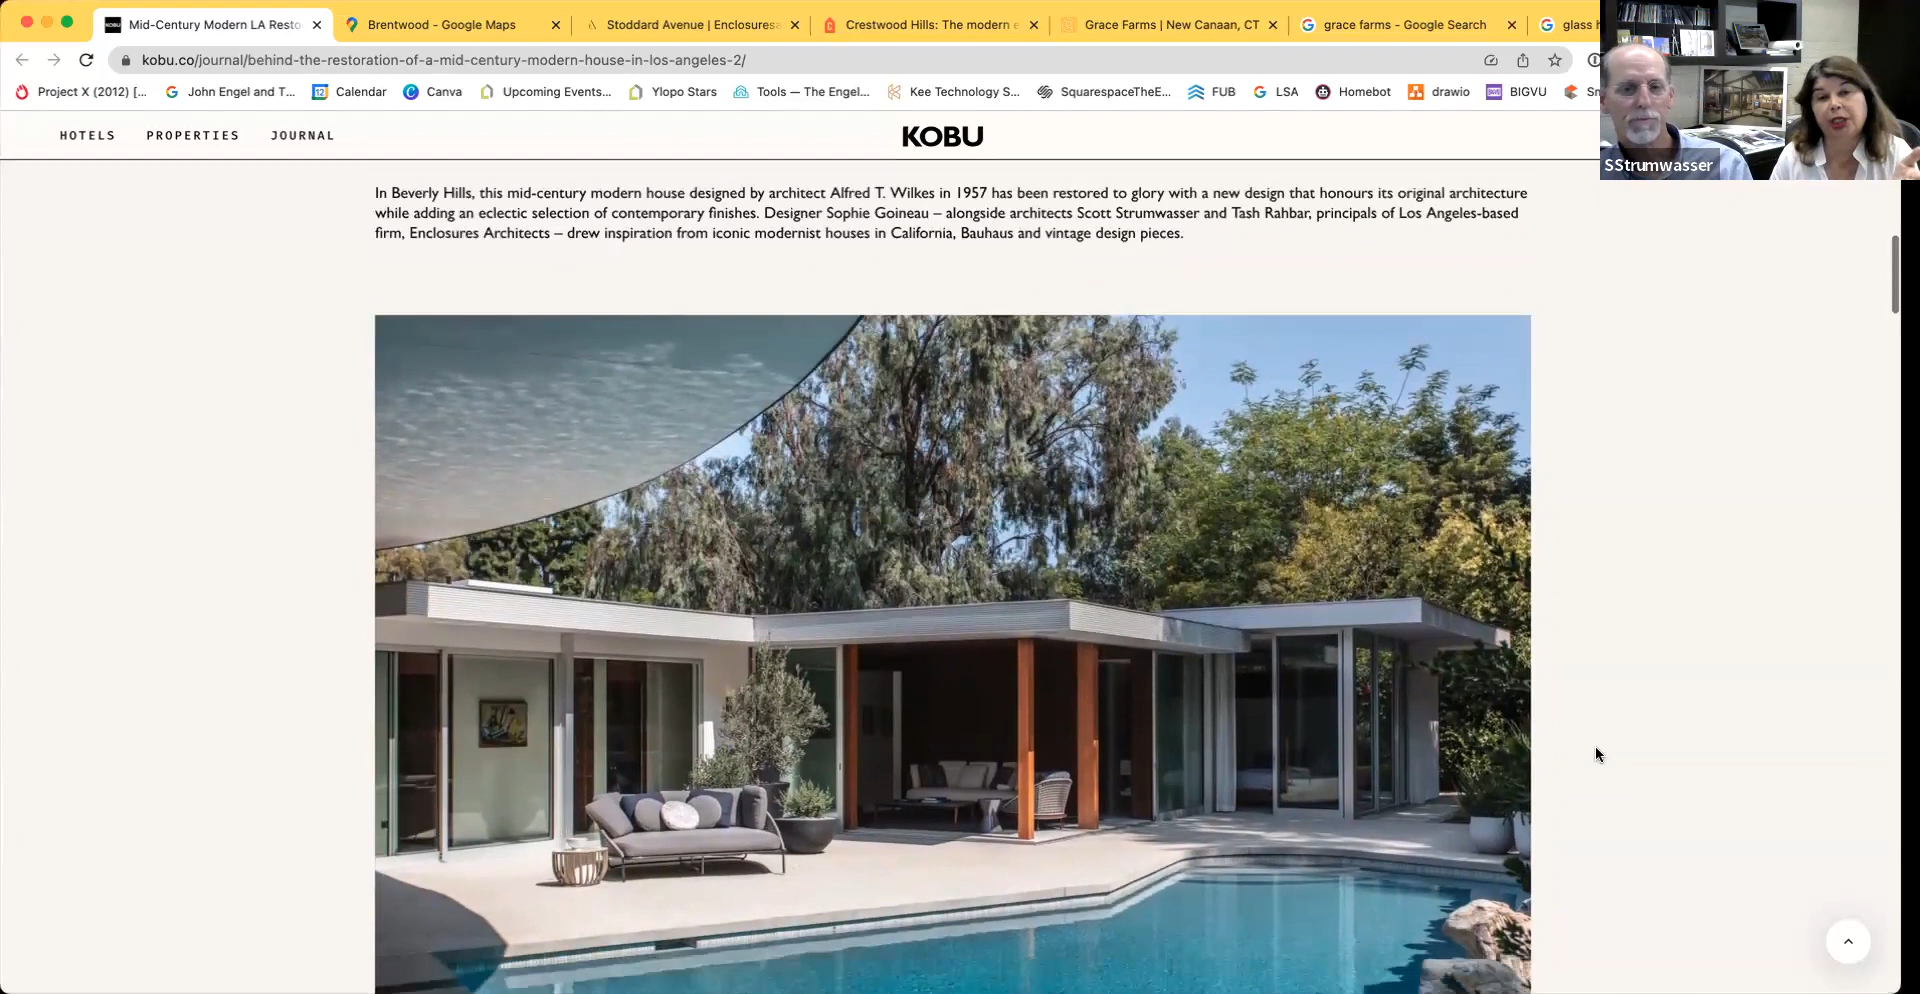 Mid-Century Modern LA Resto
Brentwood - Google Maps
Stoddard Avenue | Enclosures
Crestwood Hills: The modern e
Grace Farms | New Canaan, CT
grace farms - Google Search
glass h
kobu.co/journal/behind-the-restoration-of-a-mid-century-modern-house-in-los-angeles-2/
Project X (2012) [...
John Engel and T...
12
Calendar
Canva
Upcoming Events...
Ylopo Stars
Tools — The Engel...
Kee Technology S...
SquarespaceTheE...
FUB
LSA
Homebot
drawio
BIGVU
HOTELS
PROPERTIES
JOURNAL
KOBU
SStrumwasser
In Beverly Hills, this mid-century modern house designed by architect Alfred T. Wilkes in 1957 has been restored to glory with a new design that honours its original architecture
while adding an eclectic selection of contemporary finishes. Designer Sophie Goineau – alongside architects Scott Strumwasser and Tash Rahbar, principals of Los Angeles-based
firm, Enclosures Architects – drew inspiration from iconic modernist houses in California, Bauhaus and vintage design pieces.